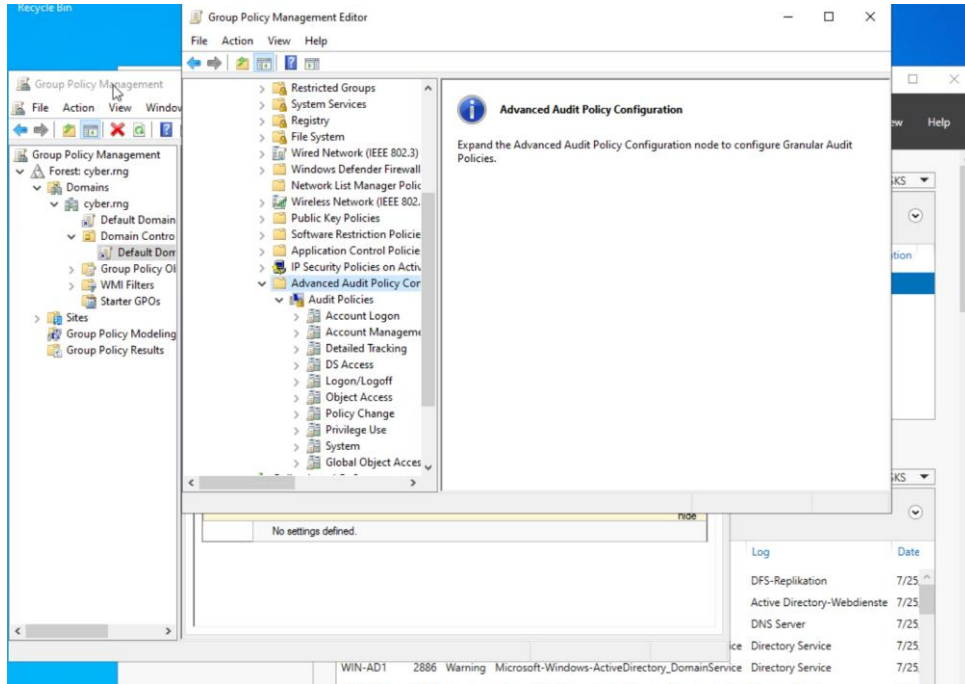 Recycle Bin
Group Policy Management Editor
File Action View Help
Restricted Groups
System Services
Registry
File System
Wired Network (IEEE 802.3)
Windows Defender Firewall
Network List Manager Polic
Wireless Network (IEEE 802.
Public Key Policies
Software Restriction Policie
Application Control Policie
IP Security Policies on Activ
Advanced Audit Policy Cor
Audit Policies
Account Logon
Account Manageme
Detailed Tracking
DS Access
Logon/Logoff
Object Access
Policy Change
Privilege Use
System
Global Object Acces
Advanced Audit Policy Configuration
Expand the Advanced Audit Policy Configuration node to configure Granular Audit
Policies.
Group Policy Management
File Action View Window
Group Policy Management
Forest: cyber.rng
Domains
cyber.rng
Default Domain
Domain Contro
Default Dom
Group Policy Ob
WMI Filters
Starter GPOs
Sites
Group Policy Modeling
Group Policy Results
hide
No settings defined.
ew Help
SKS
tion
SKS
Log Date
DFS-Replikation 7/25
Active Directory-Webdienste 7/25
DNS Server 7/25
ice Directory Service 7/25
WIN-AD1 2886 Warning Microsoft-Windows-ActiveDirectory_DomainService Directory Service 7/25